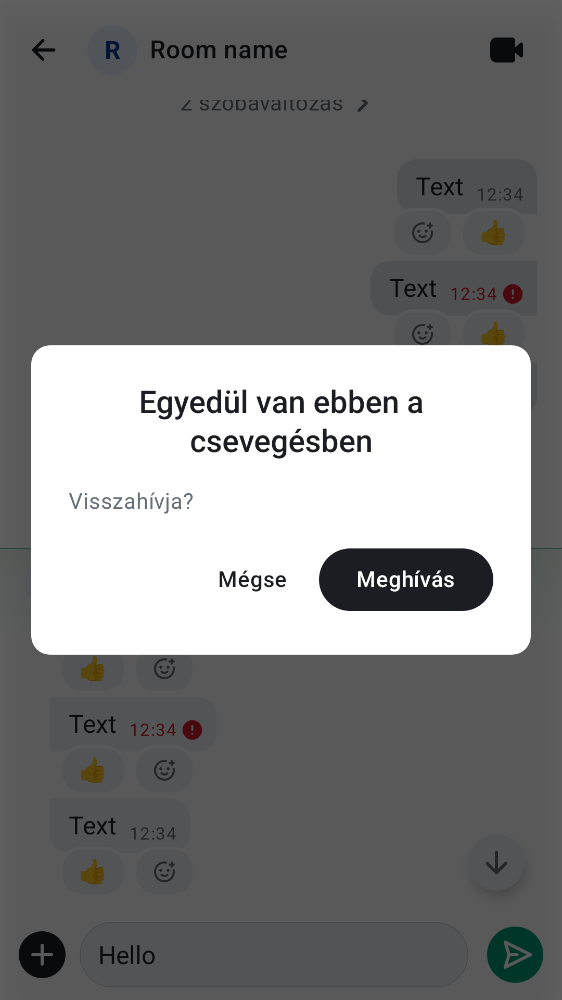 R Room name
2 szobaváltozás
Text 12:34
Text 12:34
Egyedül van ebben a
csevegésben
Visszahívja?
Mégse Meghívás
Text 12:34
Text 12:34
Hello